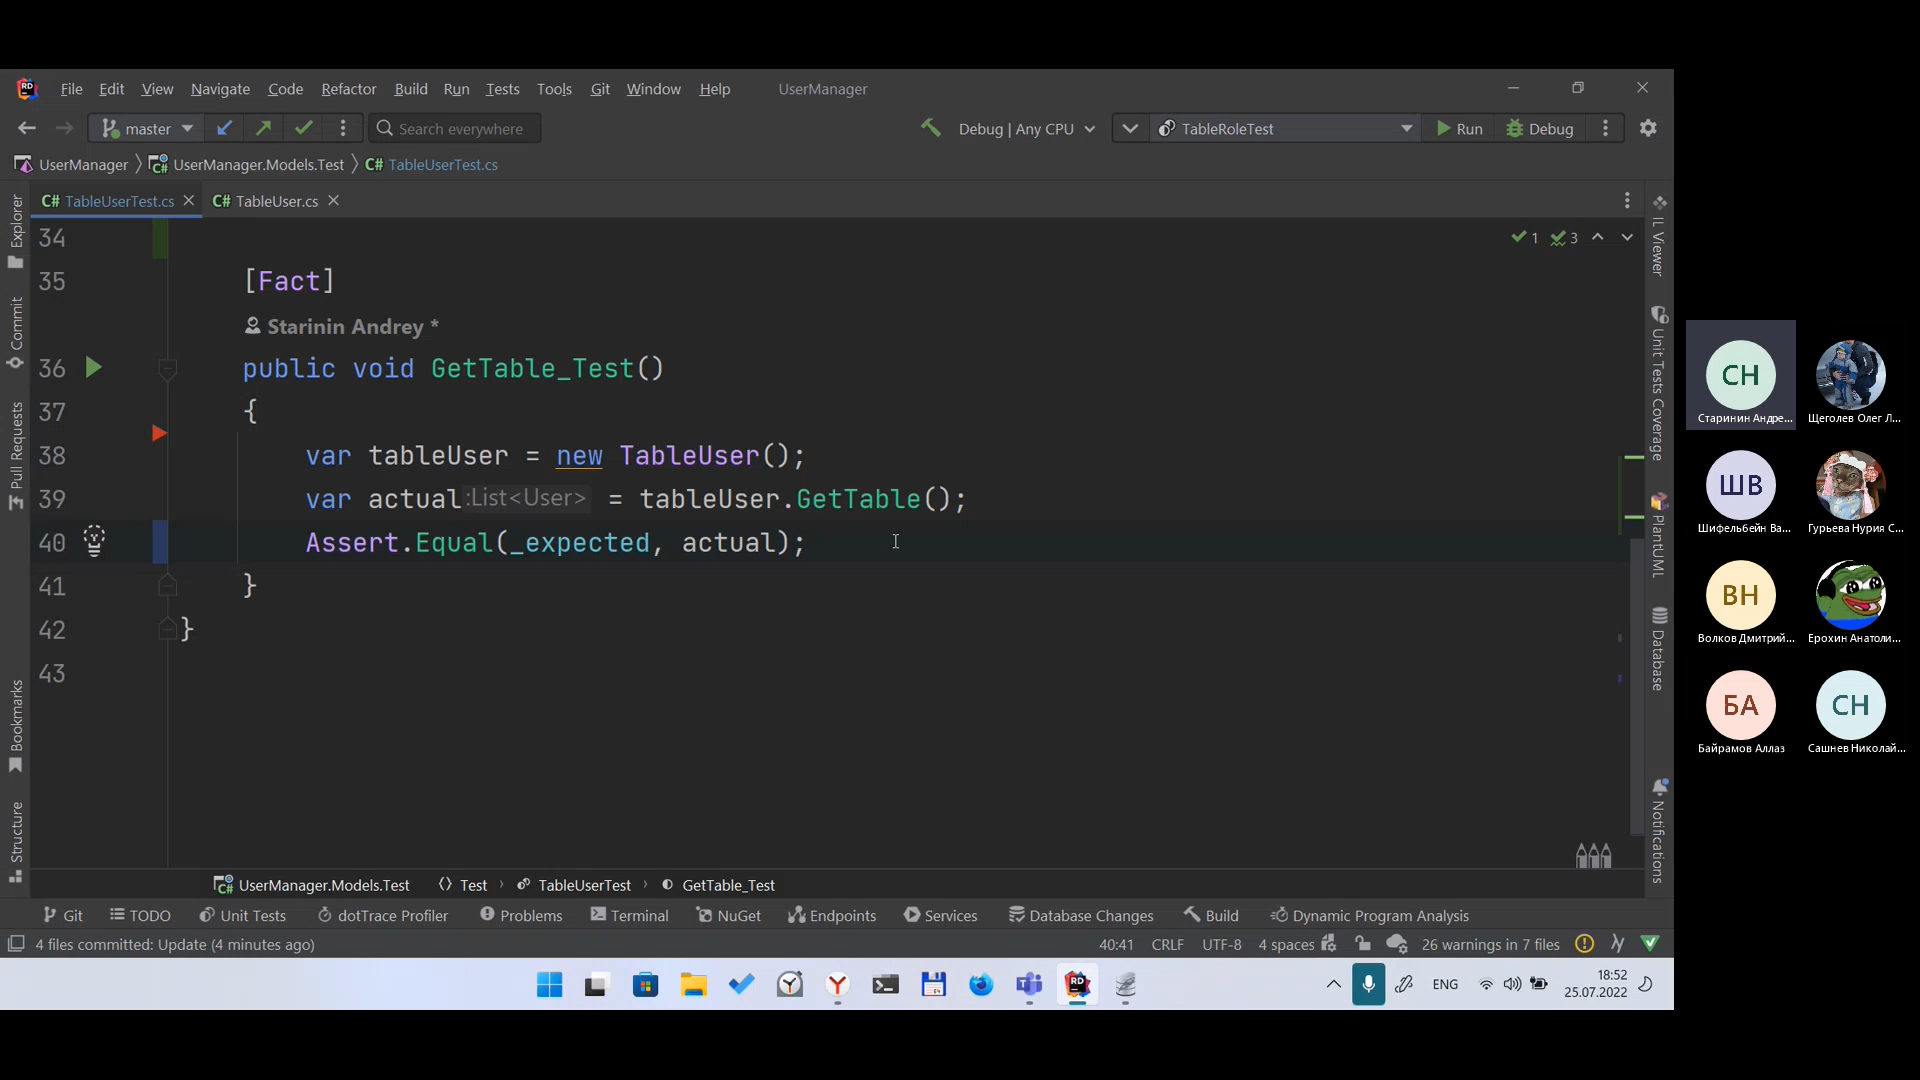 RD File Edit View Navigate Code Refactor Build Run Tests Tools Git Window Help UserManager
master Search everywhere Debug | Any CPU TableRoleTest Run Debug
UserManager UserManager.Models.Test C# TableUserTest.cs
C# TableUserTest.cs C# TableUser.cs
34
1 3
35 [Fact]
Starinin Andrey *
36 public void GetTable_Test()
37 {
38 var tableUser = new TableUser();
39 var actual :List<User> = tableUser.GetTable();
40 Assert.Equal(_expected, actual);
41 }
42 }
43
Explorer
Commit
Pull Requests
Bookmarks
Structure
IL Viewer
Unit Tests Coverage
PlantUML
Database
Notifications
UserManager.Models.Test Test TableUserTest GetTable_Test
Git TODO Unit Tests dotTrace Profiler Problems Terminal NuGet Endpoints Services Database Changes Build Dynamic Program Analysis
4 files committed: Update (4 minutes ago) 40:41 CRLF UTF-8 4 spaces 26 warnings in 7 files
ENG 18:52
25.07.2022
СН
Старинин Андре...
Щеголев Олег Л...
ШВ
Шифельбейн Ва...
Гурьева Нурия С...
ВН
Волков Дмитрий...
Ерохин Анатоли...
БА
Байрамов Аллаз
СН
Сашнев Николай...